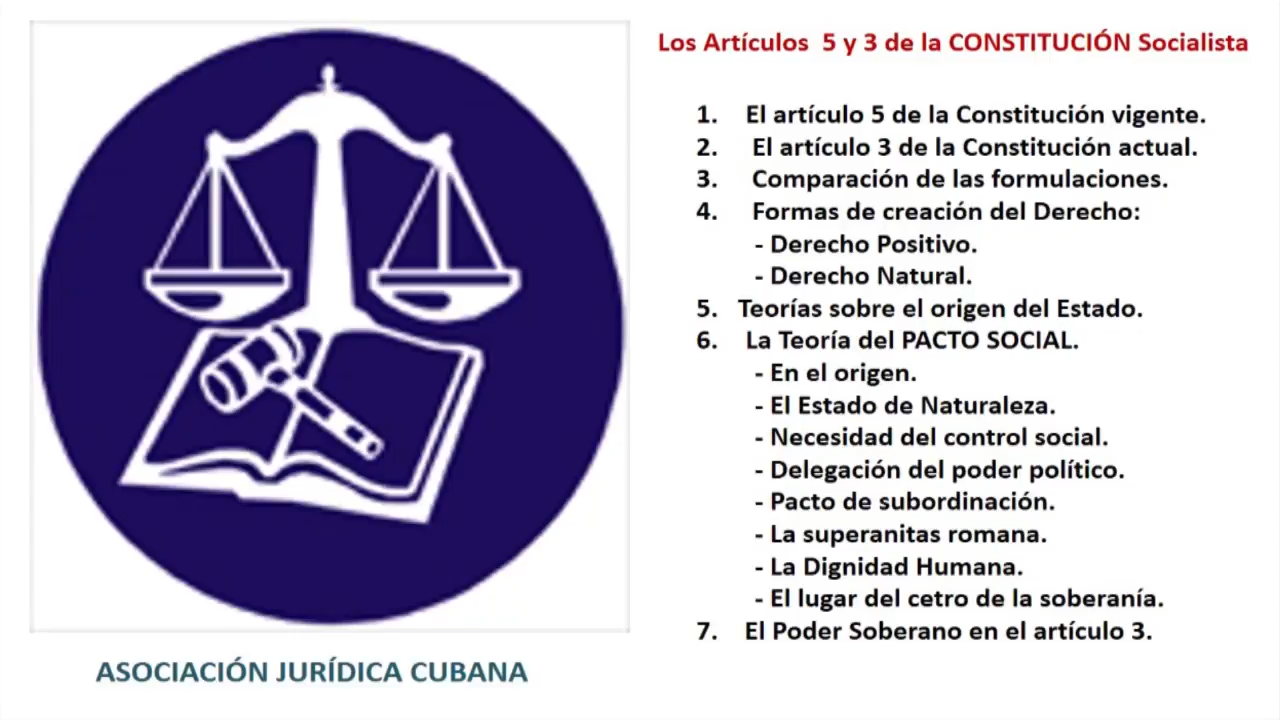 Los Artículos 5 y 3 de la CONSTITUCIÓN Socialista
1. El artículo 5 de la Constitución vigente.
2. El artículo 3 de la Constitución actual.
3. Comparación de las formulaciones.
4. Formas de creación del Derecho:
- Derecho Positivo.
- Derecho Natural.
5. Teorías sobre el origen del Estado.
6. La Teoría del PACTO SOCIAL.
- En el origen.
- El Estado de Naturaleza.
- Necesidad del control social.
- Delegación del poder político.
- Pacto de subordinación.
- La superanitas romana.
- La Dignidad Humana.
- El lugar del cetro de la soberanía.
7. El Poder Soberano en el artículo 3.
ASOCIACIÓN JURÍDICA CUBANA